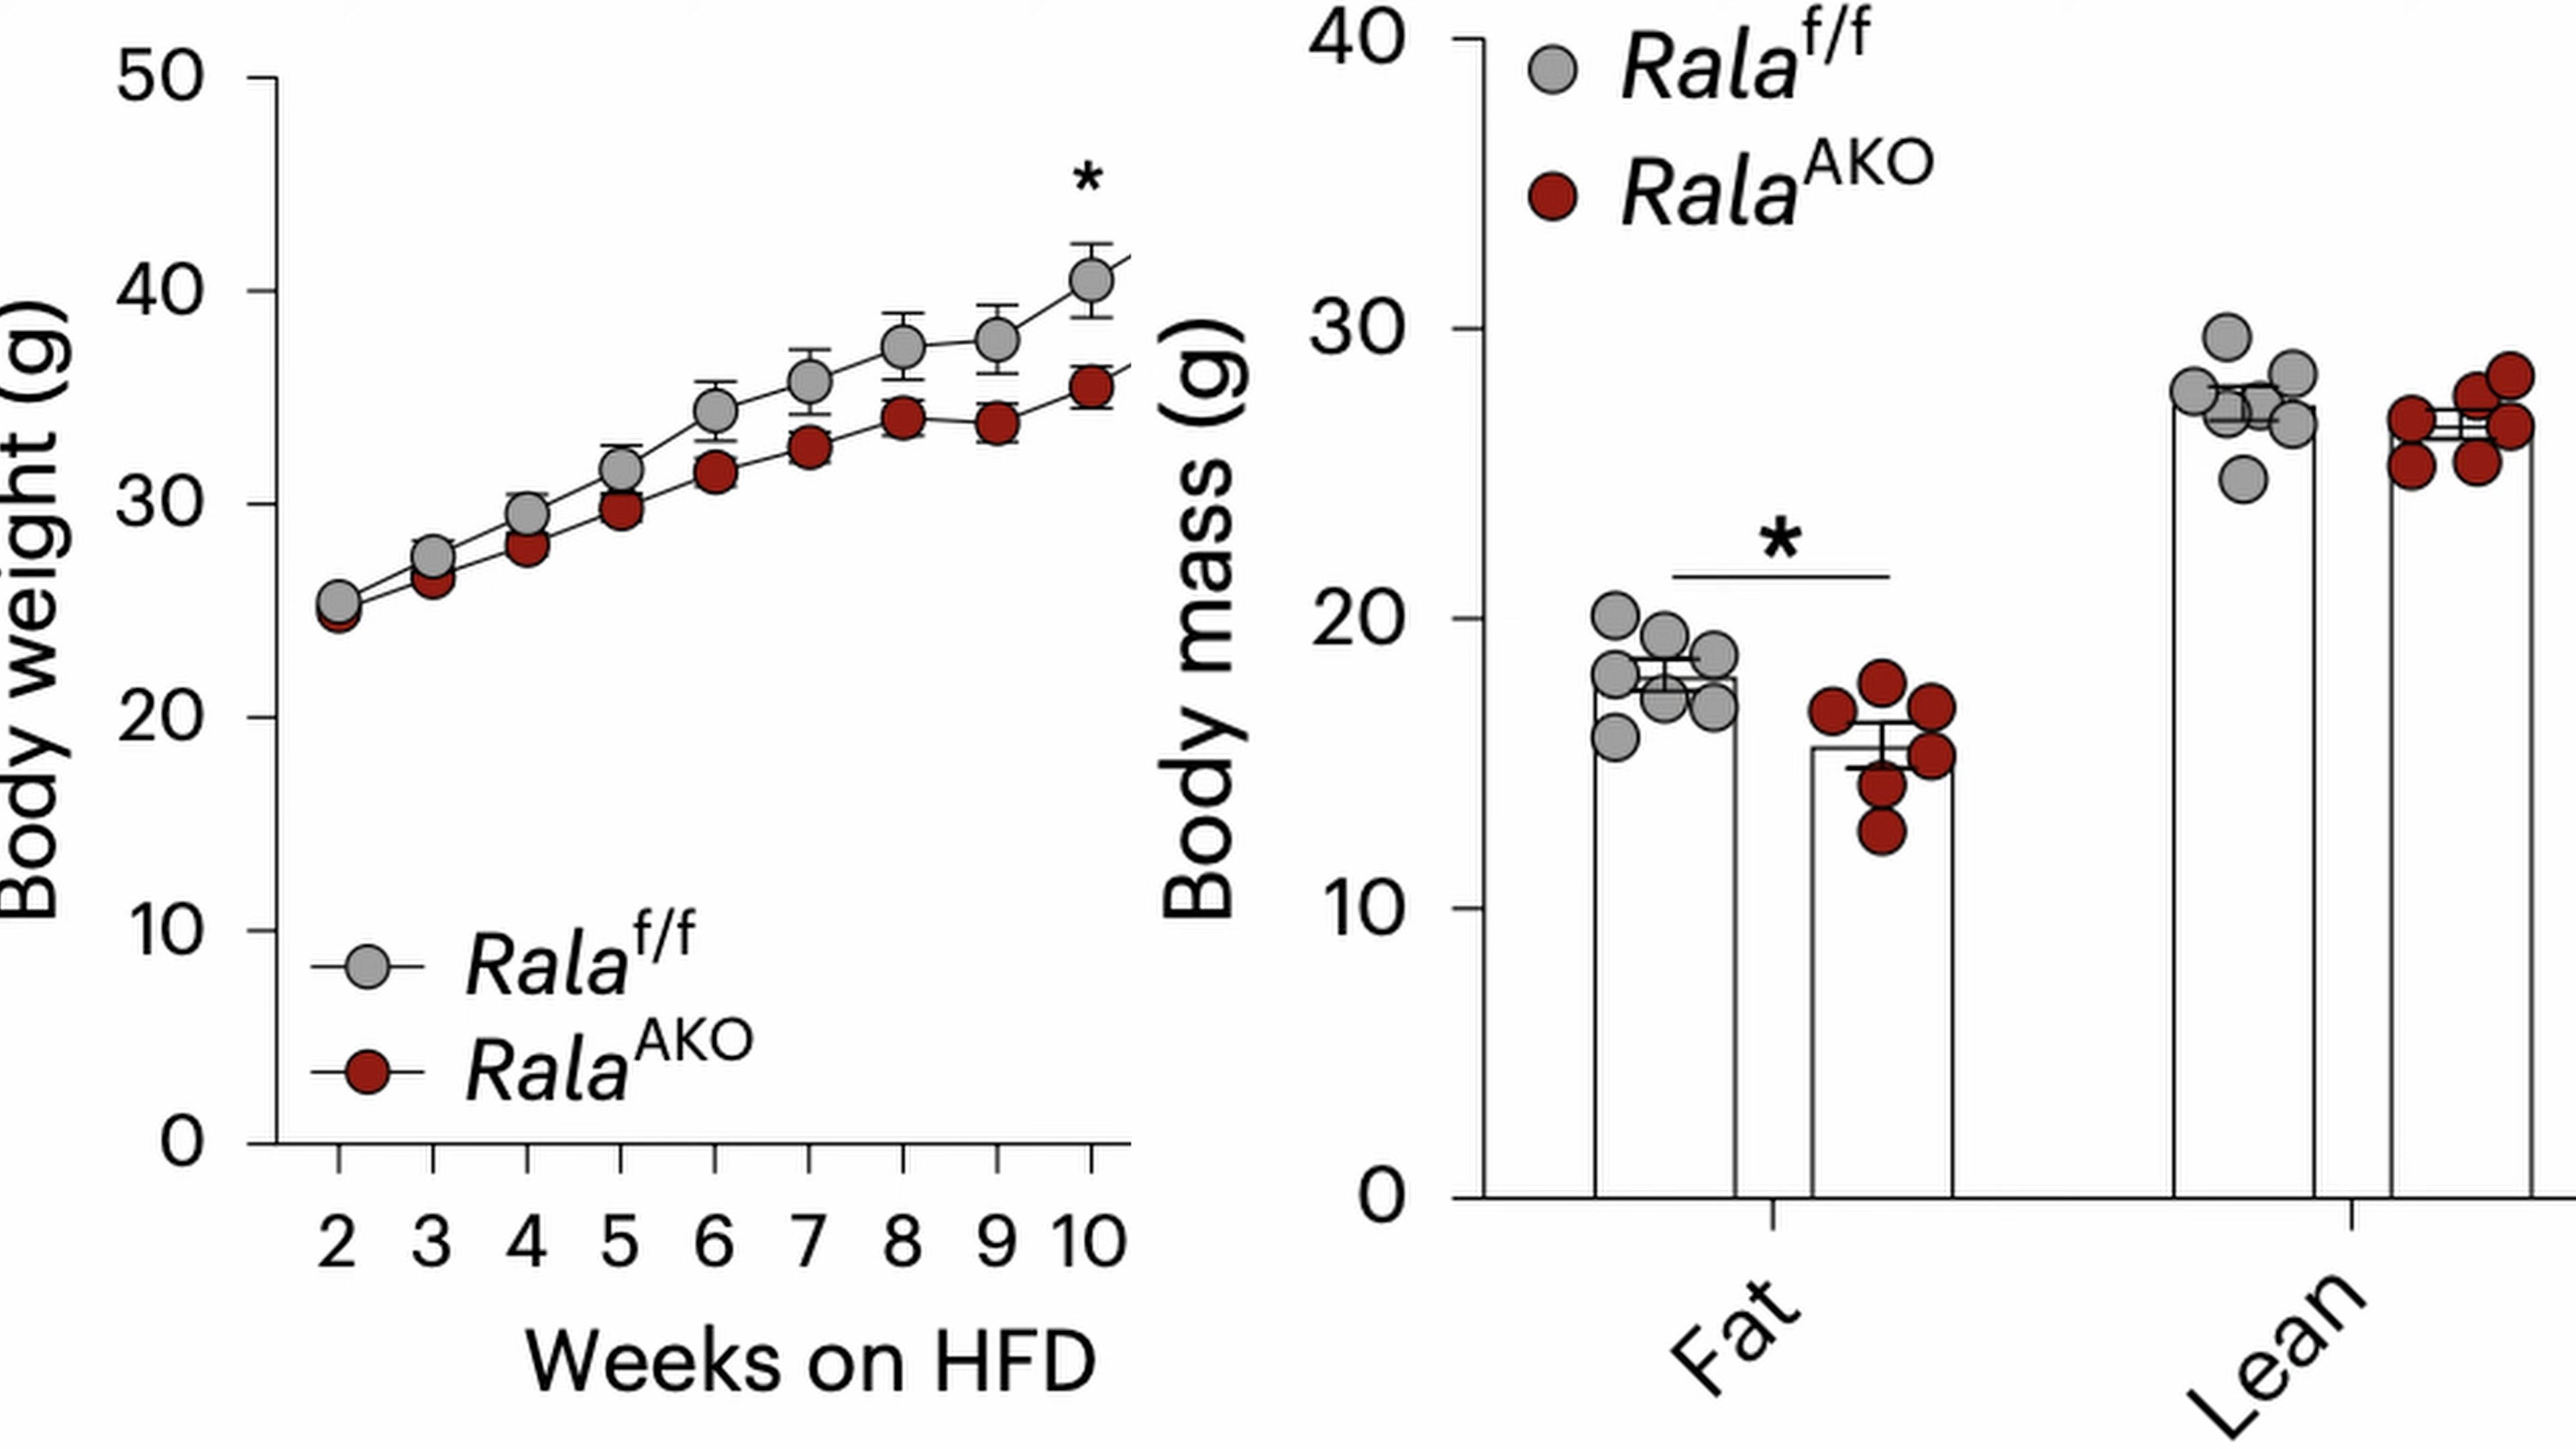 Body weight (g)
50
40
30
20
10
0
*
Rala^f/f
Rala^AKO
2 3 4 5 6 7 8 9 10
Weeks on HFD
Body mass (g)
40
30
20
10
0
Rala^f/f
Rala^AKO
*
Fat
Lean